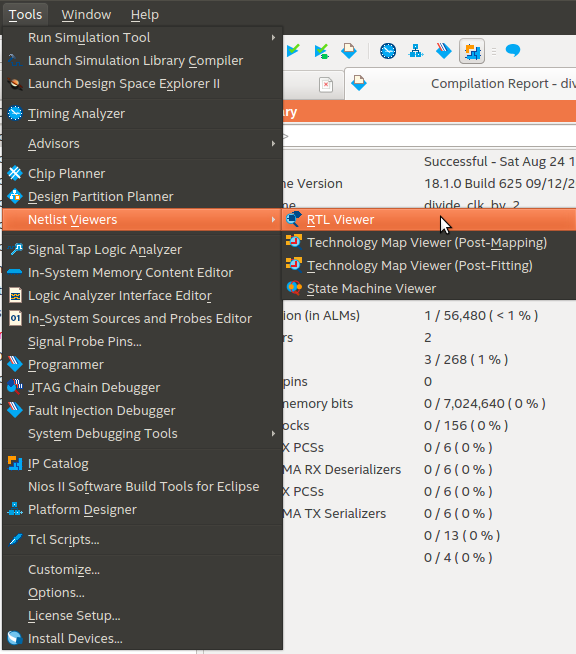 Tools Window Help
Run Simulation Tool
Launch Simulation Library Compiler
Launch Design Space Explorer II
Timing Analyzer
Advisors
Chip Planner
Design Partition Planner
Netlist Viewers
Signal Tap Logic Analyzer
In-System Memory Content Editor
Logic Analyzer Interface Editor
In-System Sources and Probes Editor
Signal Probe Pins...
Programmer
JTAG Chain Debugger
Fault Injection Debugger
System Debugging Tools
IP Catalog
Nios II Software Build Tools for Eclipse
Platform Designer
Tcl Scripts...
Customize...
Options...
License Setup...
Install Devices...
RTL Viewer
Technology Map Viewer (Post-Mapping)
Technology Map Viewer (Post-Fitting)
State Machine Viewer
Compilation Report - div
ary
>
Successful - Sat Aug 24 1
ne Version 18.1.0 Build 625 09/12/2
me divide_clk_by_2
ion (in ALMs) 1 / 56,480 ( < 1 % )
rs 2
3 / 268 ( 1 % )
pins 0
memory bits 0 / 7,024,640 ( 0 % )
ocks 0 / 156 ( 0 % )
X PCSs 0 / 6 ( 0 % )
MA RX Deserializers 0 / 6 ( 0 % )
X PCSs 0 / 6 ( 0 % )
MA TX Serializers 0 / 6 ( 0 % )
0 / 13 ( 0 % )
0 / 4 ( 0 % )